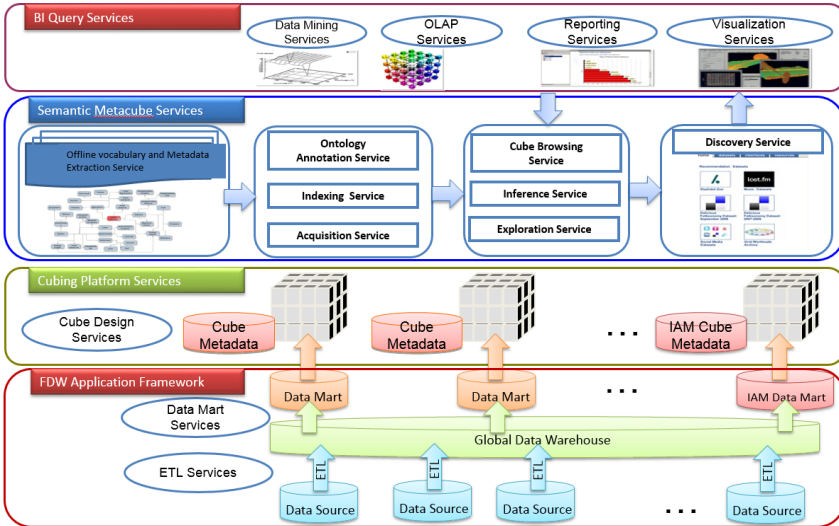 BI Query Services
Data Mining
Services
OLAP
Services
Reporting
Services
Visualization
Services
Semantic Metacube Services
Offline vocabulary and Metadata
Extraction Service
Ontology
Annotation Service
Indexing Service
Acquisition Service
Cube Browsing
Service
Inference Service
Exploration Service
Discovery Service
lost.fm
Cubing Platform Services
Cube Design
Services
Cube
Metadata
Cube
Metadata
...
IAM Cube
Metadata
FDW Application Framework
Data Mart
Services
Data Mart
Data Mart
...
IAM Data Mart
Global Data Warehouse
ETL Services
ETL
ETL
ETL
ETL
Data Source
Data Source
Data Source
...
Data Source